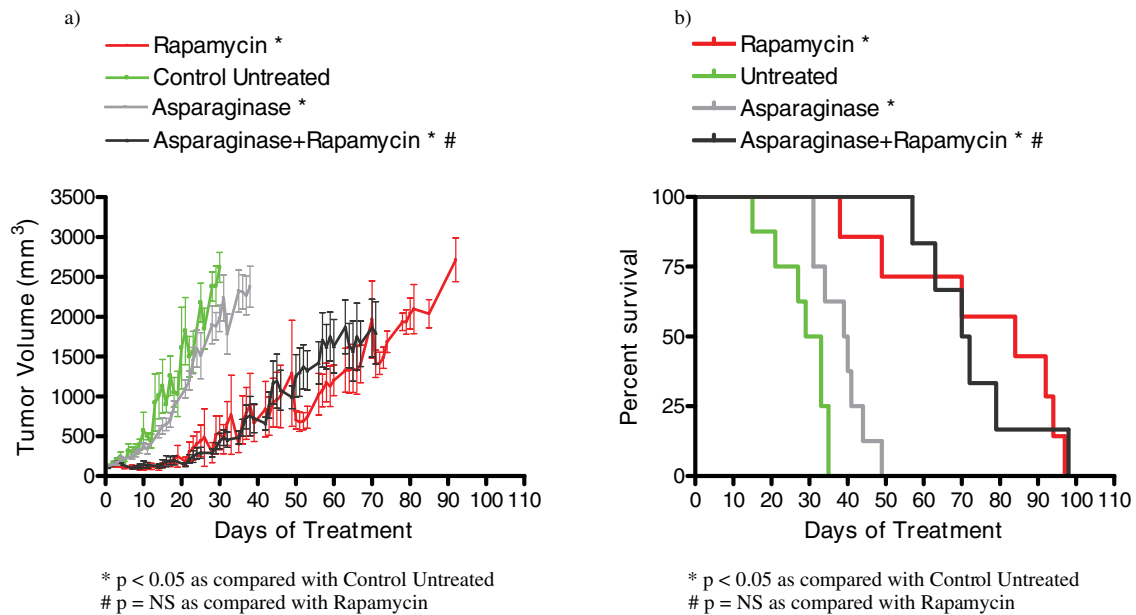 a)
Rapamycin *
Control Untreated
Asparaginase *
Asparaginase+Rapamycin * #
Tumor Volume (mm³)
3500
3000
2500
2000
1500
1000
500
0
0 10 20 30 40 50 60 70 80 90 100 110
Days of Treatment
* p < 0.05 as compared with Control Untreated
# p = NS as compared with Rapamycin
b)
Rapamycin *
Untreated
Asparaginase *
Asparaginase+Rapamycin * #
Percent survival
100
75
50
25
0
0 10 20 30 40 50 60 70 80 90 100 110
Days of Treatment
* p < 0.05 as compared with Control Untreated
# p = NS as compared with Rapamycin